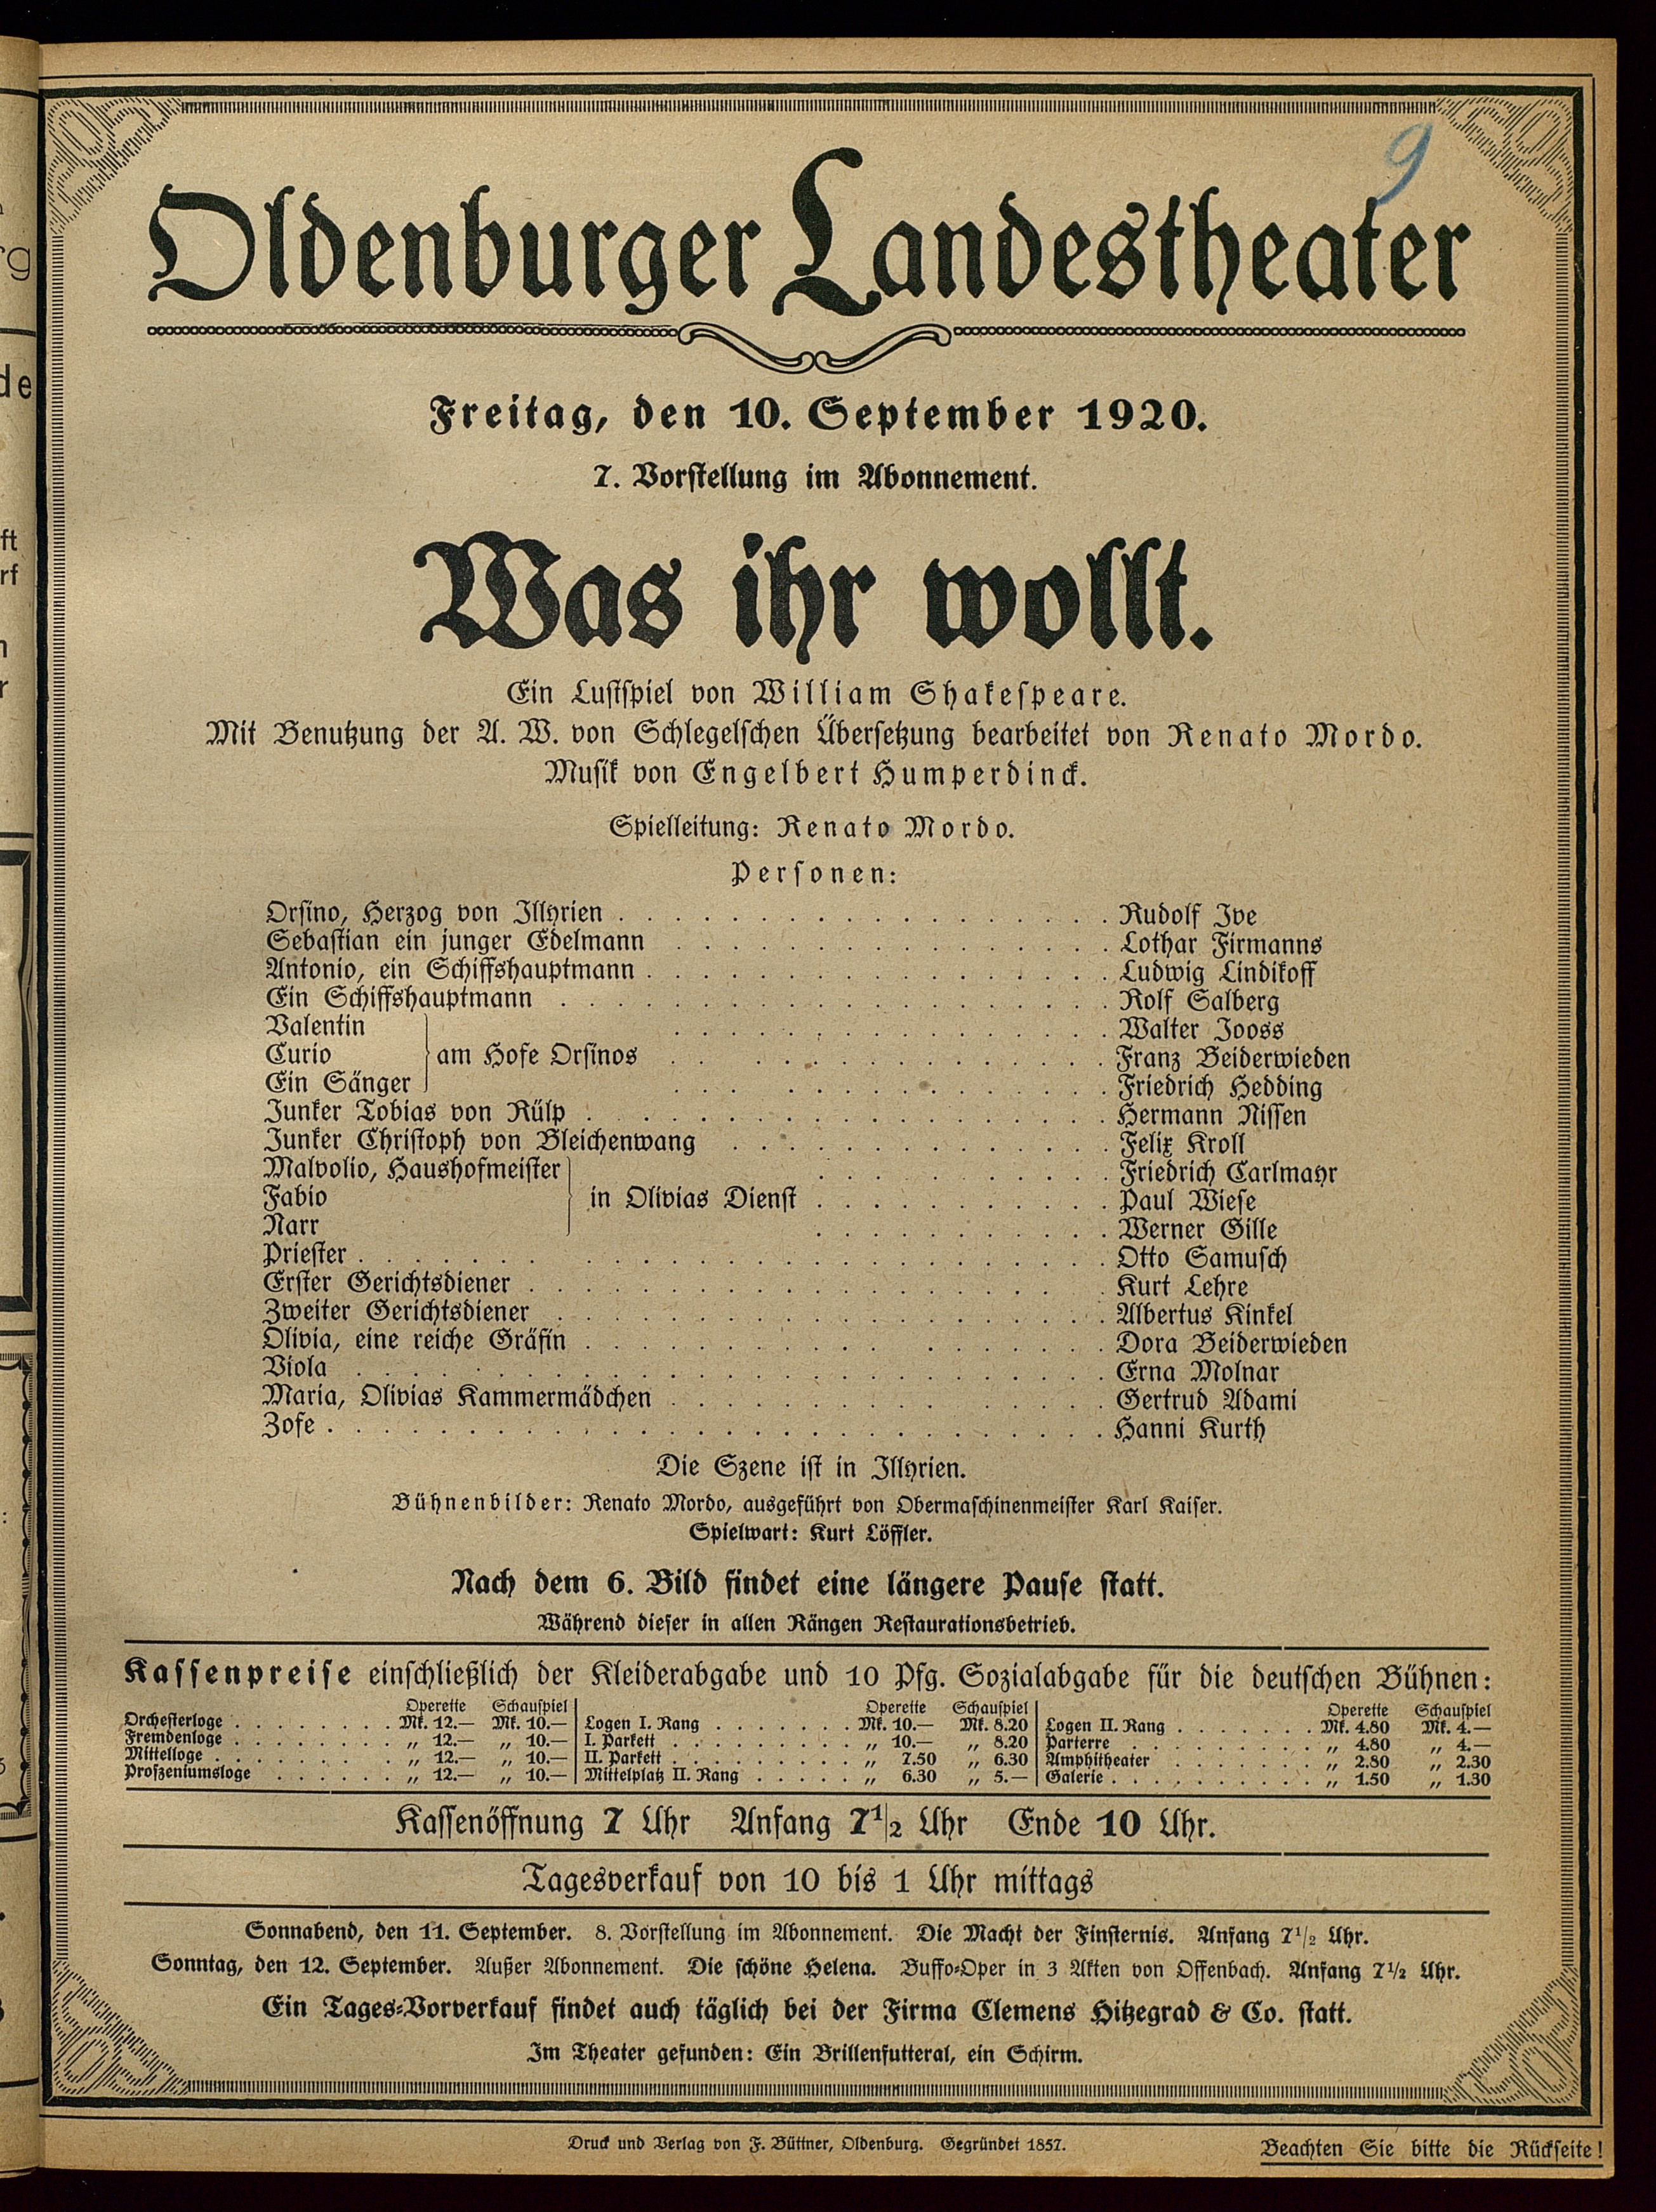 9
Oldenburger Landestheater
Freitag, den 10. September 1920.
7. Vorstellung im Abonnement.
Was ihr wollt.
Ein Lustspiel von William Shakespeare.
Mit Benutzung der A. W. von Schlegelschen Übersetzung bearbeitet von Renato Mordo.
Musik von Engelbert Humperdinck.
Spielleitung: Renato Mordo.
Personen:
Orsino, Herzog von Illyrien . . . . Rudolf Ive
Sebastian ein junger Edelmann . . . . Lothar Firmanns
Antonio, ein Schiffshauptmann . . . . Ludwig Lindikoff
Ein Schiffshauptmann . . . . Rolf Salberg
Valentin . . . . Walter Jooss
Curio } am Hofe Orsinos . . . . Franz Beiderwieden
Ein Sänger . . . . Friedrich Hedding
Junker Tobias von Rülp . . . . Hermann Nissen
Junker Christoph von Bleichenwang . . . . Felix Kroll
Malvolio, Haushofmeister . . . . Friedrich Carlmayr
Fabio } in Olivias Dienst . . . . Paul Wiese
Narr . . . . Werner Gille
Priester . . . . Otto Samusch
Erster Gerichtsdiener . . . . Kurt Lehre
Zweiter Gerichtsdiener . . . . Albertus Kinkel
Olivia, eine reiche Gräfin . . . . Dora Beiderwieden
Viola . . . . Erna Molnar
Maria, Olivias Kammermädchen . . . . Gertrud Adami
Zofe . . . . Hanni Kurth
Die Szene ist in Illyrien.
Bühnenbilder: Renato Mordo, ausgeführt von Obermaschinenmeister Karl Kaiser.
Spielwart: Kurt Löffler.
Nach dem 6. Bild findet eine längere Pause statt.
Während dieser in allen Rängen Restaurationsbetrieb.
Kassenpreise einschließlich der Kleiderabgabe und 10 Pfg. Sozialabgabe für die deutschen Bühnen:
Operette Schauspiel Operette Schauspiel Operette Schauspiel
Orchesterloge . . . . Mk. 12.— Mk. 10.— Logen I. Rang . . . . Mk. 10.— Mk. 8.20 Logen II. Rang . . . . Mk. 4.80 Mk. 4.—
Fremdenloge . . . . „ 12.— „ 10.— I. Parkett . . . . „ 10.— „ 8.20 Parterre . . . . „ 4.80 „ 4.—
Mittelloge . . . . „ 12.— „ 10.— II. Parkett . . . . „ 7.50 „ 6.30 Amphitheater . . . . „ 2.80 „ 2.30
Proszeniumsloge . . . . „ 12.— „ 10.— Mittelplatz II. Rang . . . . „ 6.30 „ 5.— Galerie . . . . „ 1.50 „ 1.30
Kassenöffnung 7 Uhr Anfang 7 1/2 Uhr Ende 10 Uhr.
Tagesverkauf von 10 bis 1 Uhr mittags
Sonnabend, den 11. September. 8. Vorstellung im Abonnement. Die Macht der Finsternis. Anfang 7 1/2 Uhr.
Sonntag, den 12. September. Außer Abonnement. Die schöne Helena. Buffo-Oper in 3 Akten von Offenbach. Anfang 7 1/2 Uhr.
Ein Tages-Vorverkauf findet auch täglich bei der Firma Clemens Hitzegrad & Co. statt.
Im Theater gefunden: Ein Brillenfutteral, ein Schirm.
Druck und Verlag von F. Büttner, Oldenburg. Gegründet 1857.
Beachten Sie bitte die Rückseite!